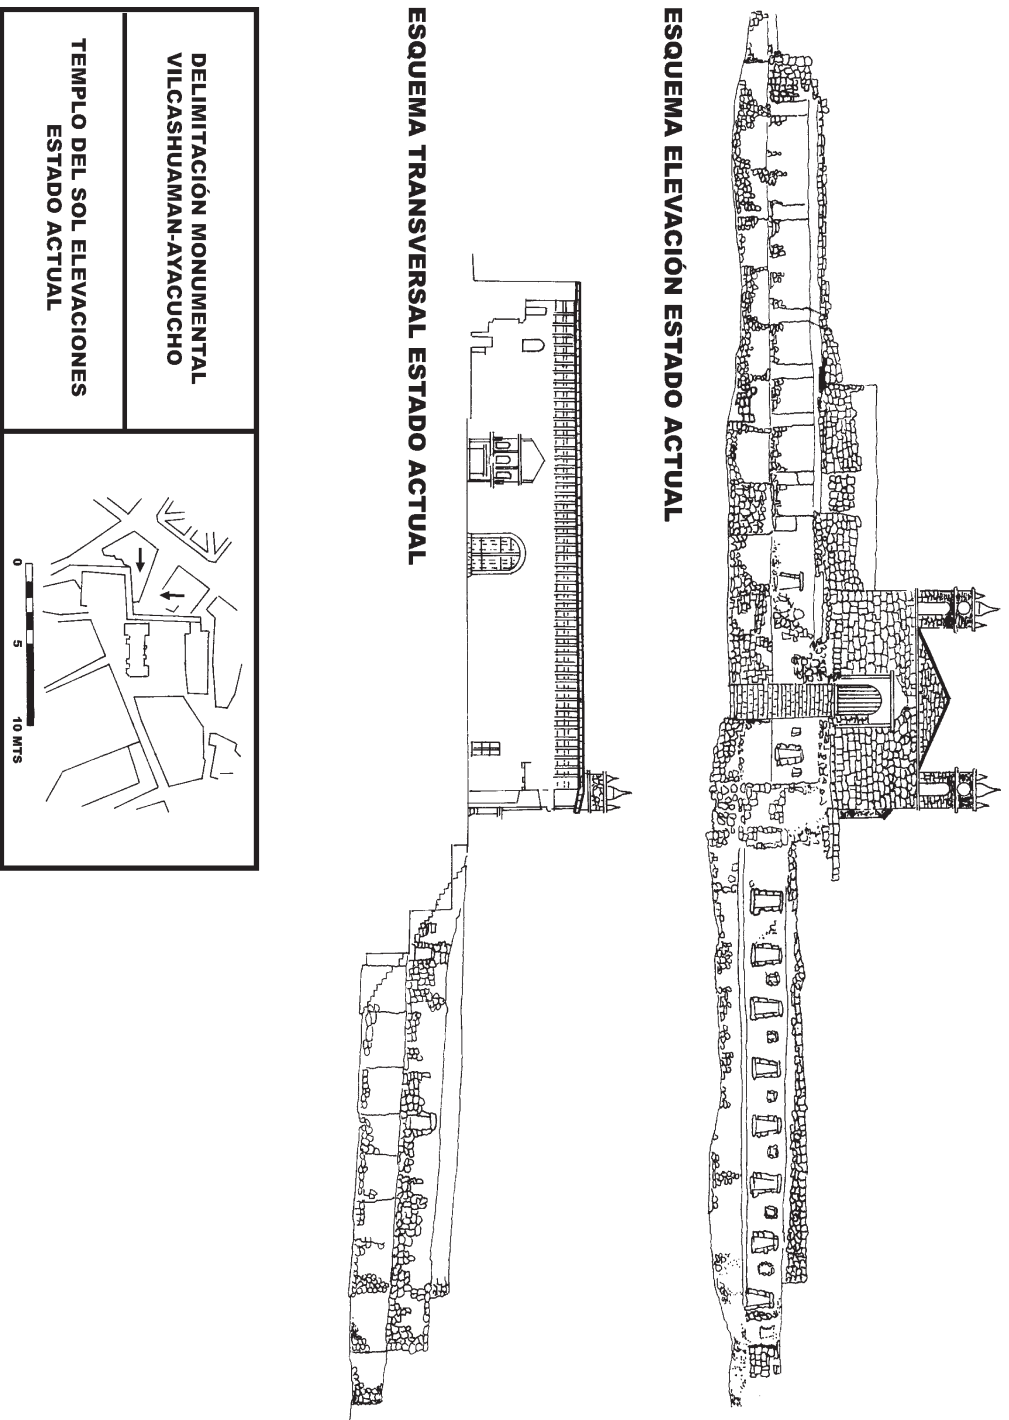 ESQUEMA ELEVACIÓN ESTADO ACTUAL
ESQUEMA TRANSVERSAL ESTADO ACTUAL
DELIMITACIÓN MONUMENTAL
VILCASHUAMAN-AYACUCHO
TEMPLO DEL SOL ELEVACIONES
ESTADO ACTUAL
0 5 10 MTS